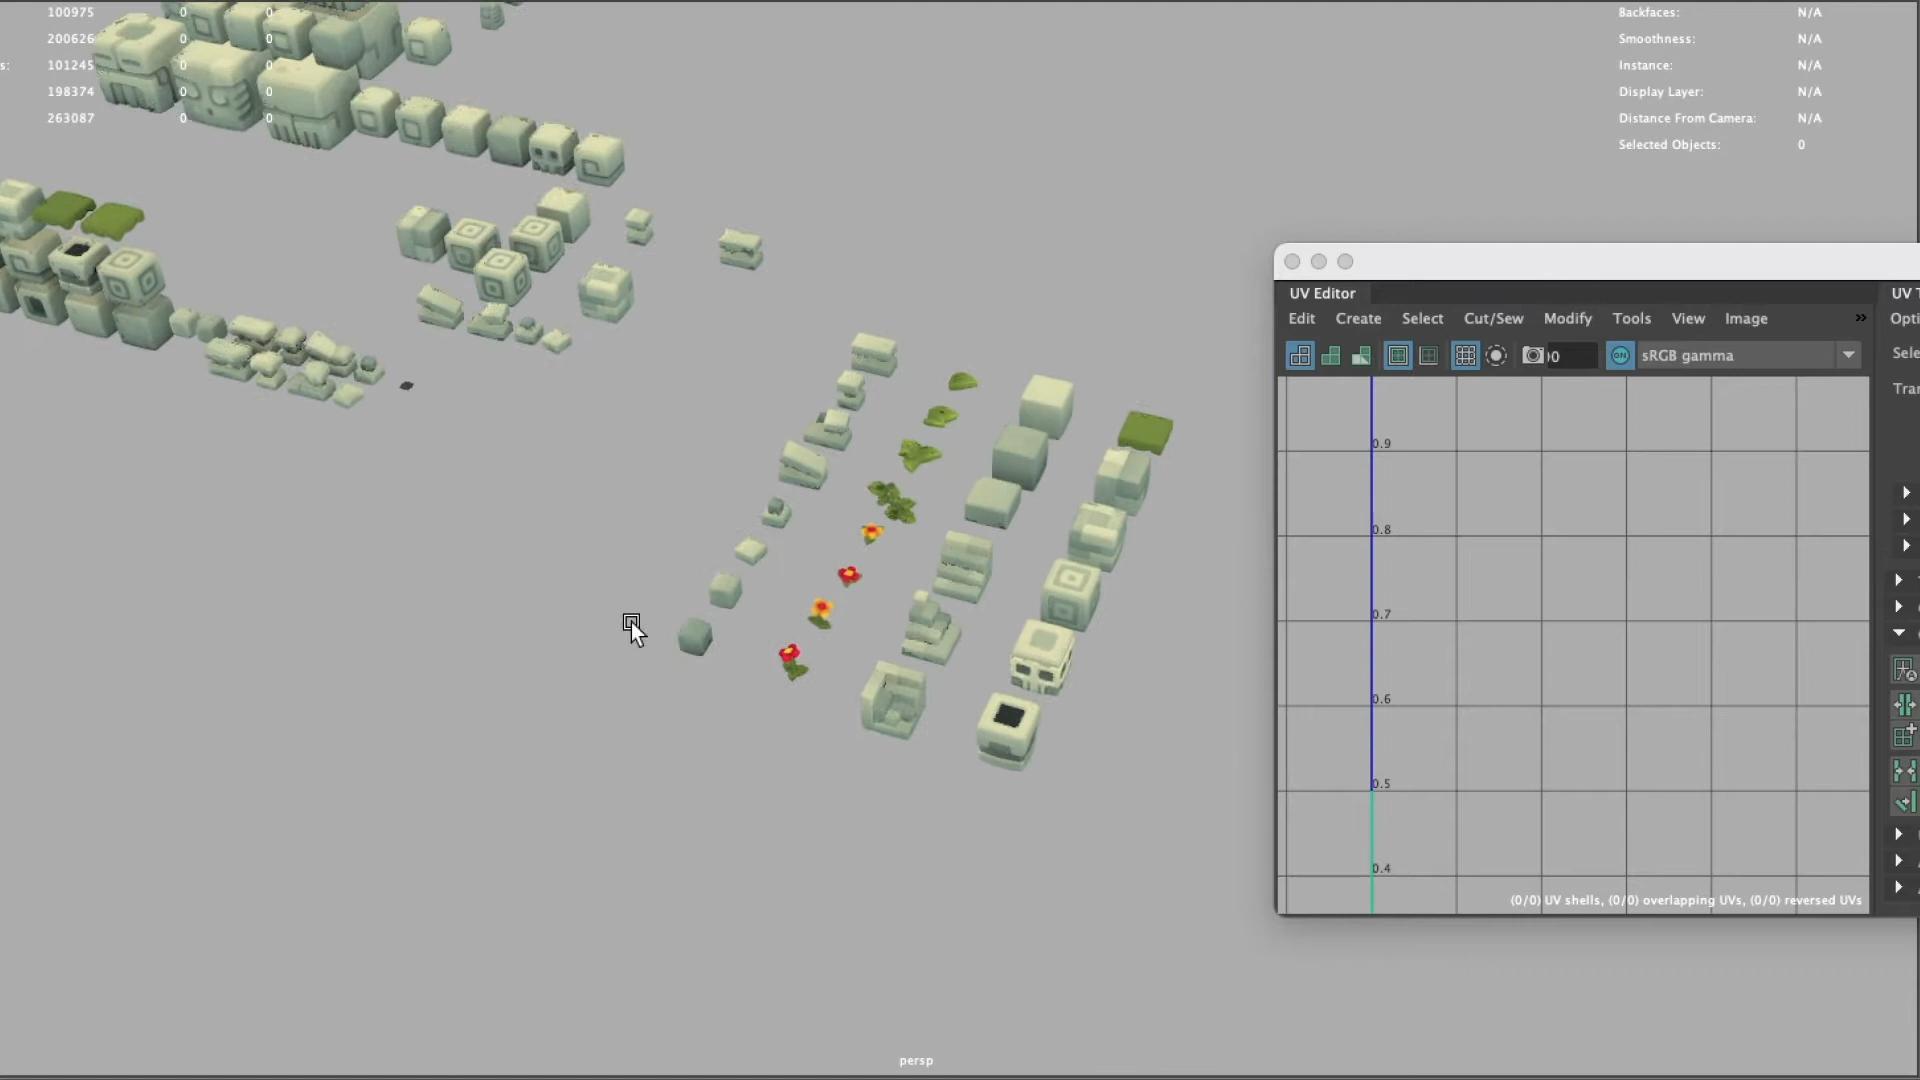 100975 0 0
200626 0 0
s: 101245 0 0
198374 0 0
263087 0 0
Backfaces: N/A
Smoothness: N/A
Instance: N/A
Display Layer: N/A
Distance From Camera: N/A
Selected Objects: 0
UV Editor
UV T
Edit Create Select Cut/Sew Modify Tools View Image »
Opti
ON sRGB gamma
Sele
Tran
0.9
0.8
0.7
0.6
0.5
0.4
(0/0) UV shells, (0/0) overlapping UVs, (0/0) reversed UVs
persp